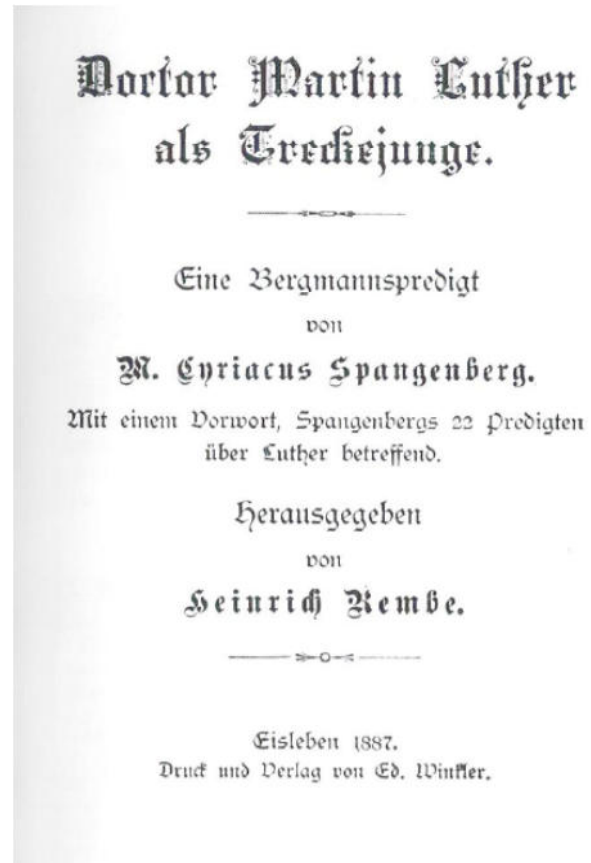 Doctor Martin Luther
als Treckejunge.
Eine Bergmannspredigt
von
M. Cyriacus Spangenberg.
Mit einem Vorwort, Spangenbergs 22 Predigten
über Luther betreffend.
Herausgegeben
von
Heinrich Rembe.
Eisleben 1887.
Druck und Verlag von Ed. Winkler.